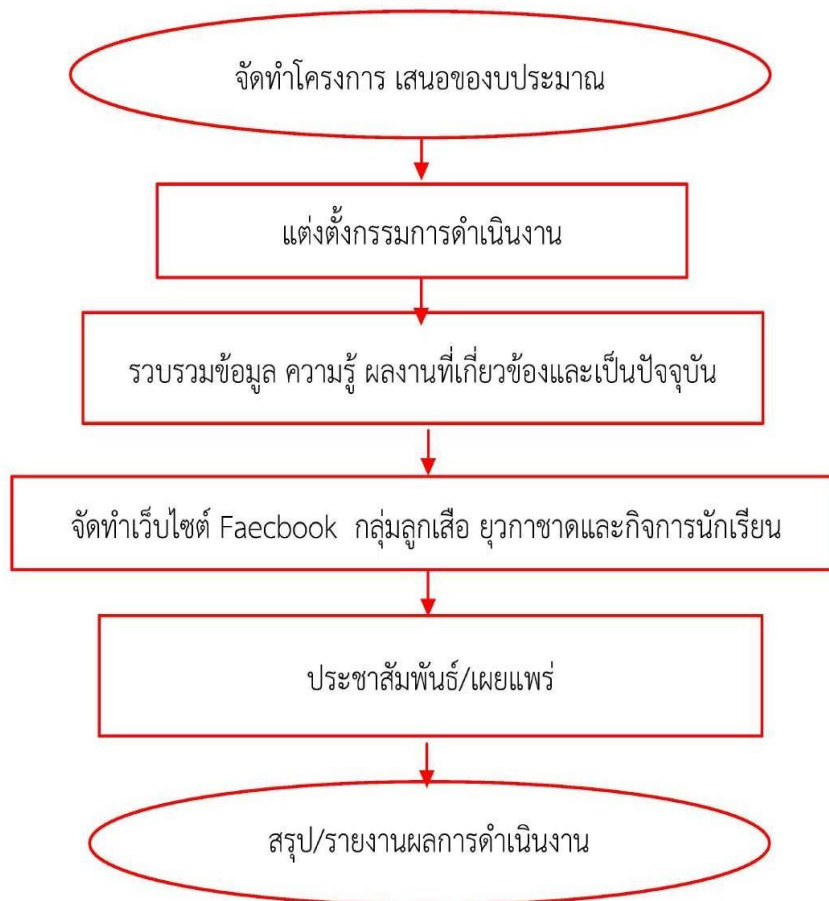 จัดทำโครงการ เสนอของบประมาณ
แต่งตั้งกรรมการดำเนินงาน
รวบรวมข้อมูล ความรู้ ผลงานที่เกี่ยวข้องและเป็นปัจจุบัน
จัดทำเว็บไซต์ Faecbook กลุ่มลูกเสือ ยุวกาชาดและกิจการนักเรียน
ประชาสัมพันธ์/เผยแพร่
สรุป/รายงานผลการดำเนินงาน